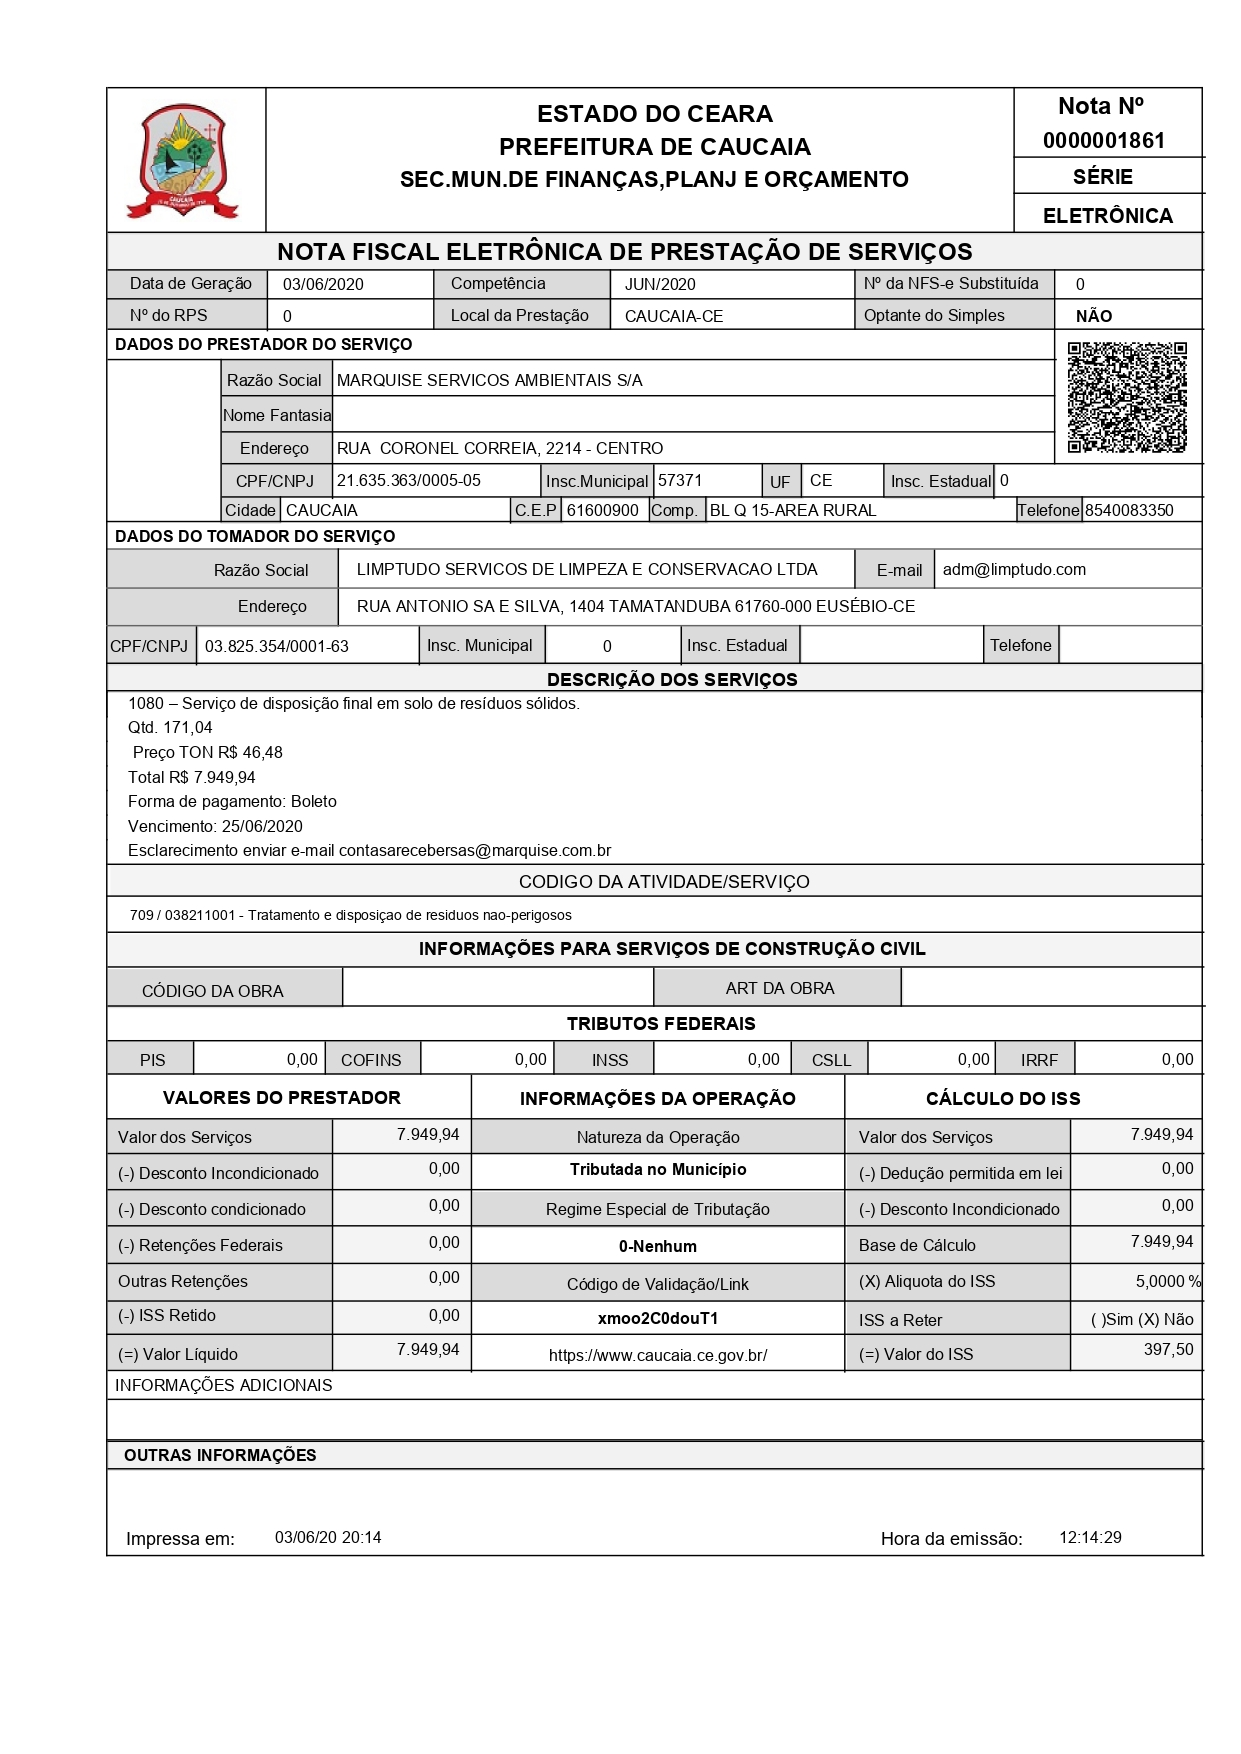 ESTADO DO CEARA
PREFEITURA DE CAUCAIA
SEC.MUN.DE FINANÇAS,PLANJ E ORÇAMENTO
Nota Nº
0000001861
SÉRIE
ELETRÔNICA
CAUCAIA
NOTA FISCAL ELETRÔNICA DE PRESTAÇÃO DE SERVIÇOS
Data de Geração 03/06/2020 Competência JUN/2020 Nº da NFS-e Substituída 0
Nº do RPS 0 Local da Prestação CAUCAIA-CE Optante do Simples NÃO
DADOS DO PRESTADOR DO SERVIÇO
Razão Social MARQUISE SERVICOS AMBIENTAIS S/A
Nome Fantasia
Endereço RUA CORONEL CORREIA, 2214 - CENTRO
CPF/CNPJ 21.635.363/0005-05 Insc.Municipal 57371 UF CE Insc. Estadual 0
Cidade CAUCAIA C.E.P 61600900 Comp. BL Q 15-AREA RURAL Telefone 8540083350
DADOS DO TOMADOR DO SERVIÇO
Razão Social LIMPTUDO SERVICOS DE LIMPEZA E CONSERVACAO LTDA E-mail adm@limptudo.com
Endereço RUA ANTONIO SA E SILVA, 1404 TAMATANDUBA 61760-000 EUSÉBIO-CE
CPF/CNPJ 03.825.354/0001-63 Insc. Municipal 0 Insc. Estadual Telefone
DESCRIÇÃO DOS SERVIÇOS
1080 – Serviço de disposição final em solo de resíduos sólidos.
Qtd. 171,04
Preço TON R$ 46,48
Total R$ 7.949,94
Forma de pagamento: Boleto
Vencimento: 25/06/2020
Esclarecimento enviar e-mail contasarecebersas@marquise.com.br
CODIGO DA ATIVIDADE/SERVIÇO
709 / 038211001 - Tratamento e disposiçao de residuos nao-perigosos
INFORMAÇÕES PARA SERVIÇOS DE CONSTRUÇÃO CIVIL
CÓDIGO DA OBRA ART DA OBRA
TRIBUTOS FEDERAIS
PIS 0,00 COFINS 0,00 INSS 0,00 CSLL 0,00 IRRF 0,00
VALORES DO PRESTADOR INFORMAÇÕES DA OPERAÇÃO CÁLCULO DO ISS
Valor dos Serviços 7.949,94 Natureza da Operação Valor dos Serviços 7.949,94
(-) Desconto Incondicionado 0,00 Tributada no Município (-) Dedução permitida em lei 0,00
(-) Desconto condicionado 0,00 Regime Especial de Tributação (-) Desconto Incondicionado 0,00
(-) Retenções Federais 0,00 0-Nenhum Base de Cálculo 7.949,94
Outras Retenções 0,00 Código de Validação/Link (X) Aliquota do ISS 5,0000 %
(-) ISS Retido 0,00 xmoo2C0douT1 ISS a Reter ( )Sim (X) Não
(=) Valor Líquido 7.949,94 https://www.caucaia.ce.gov.br/ (=) Valor do ISS 397,50
INFORMAÇÕES ADICIONAIS
OUTRAS INFORMAÇÕES
Impressa em: 03/06/20 20:14 Hora da emissão: 12:14:29